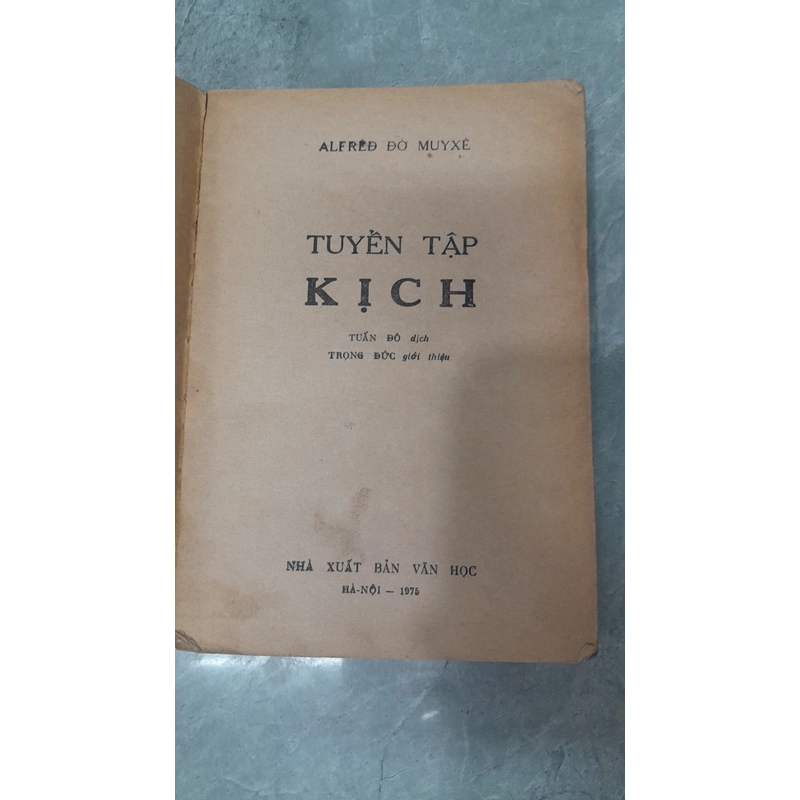 ALFRÊĐ ĐỜ MUYXÊ
TUYỂN TẬP
KỊCH
TUẤN ĐÔ dịch
TRỌNG ĐỨC giới thiệu
NHÀ XUẤT BẢN VĂN HỌC
HÀ-NỘI — 1975